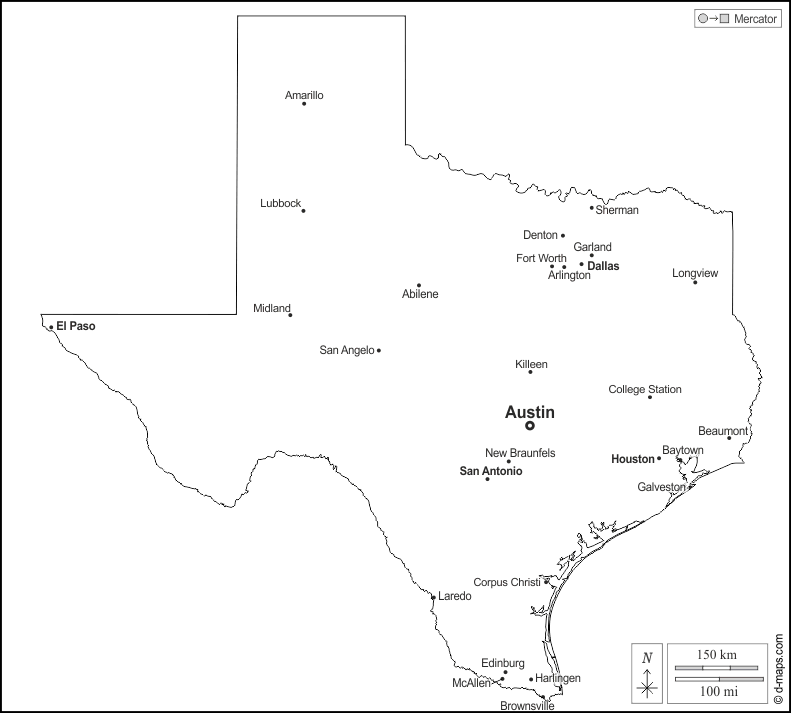 Mercator
Amarillo
Lubbock
Sherman
Denton
Garland
Fort Worth
Dallas
Arlington
Longview
Abilene
Midland
El Paso
San Angelo
Killeen
College Station
Austin
Beaumont
New Braunfels
Baytown
Houston
San Antonio
Galveston
Corpus Christi
Laredo
Edinburg
McAllen
Harlingen
Brownsville
N
150 km
100 mi
© d-maps.com